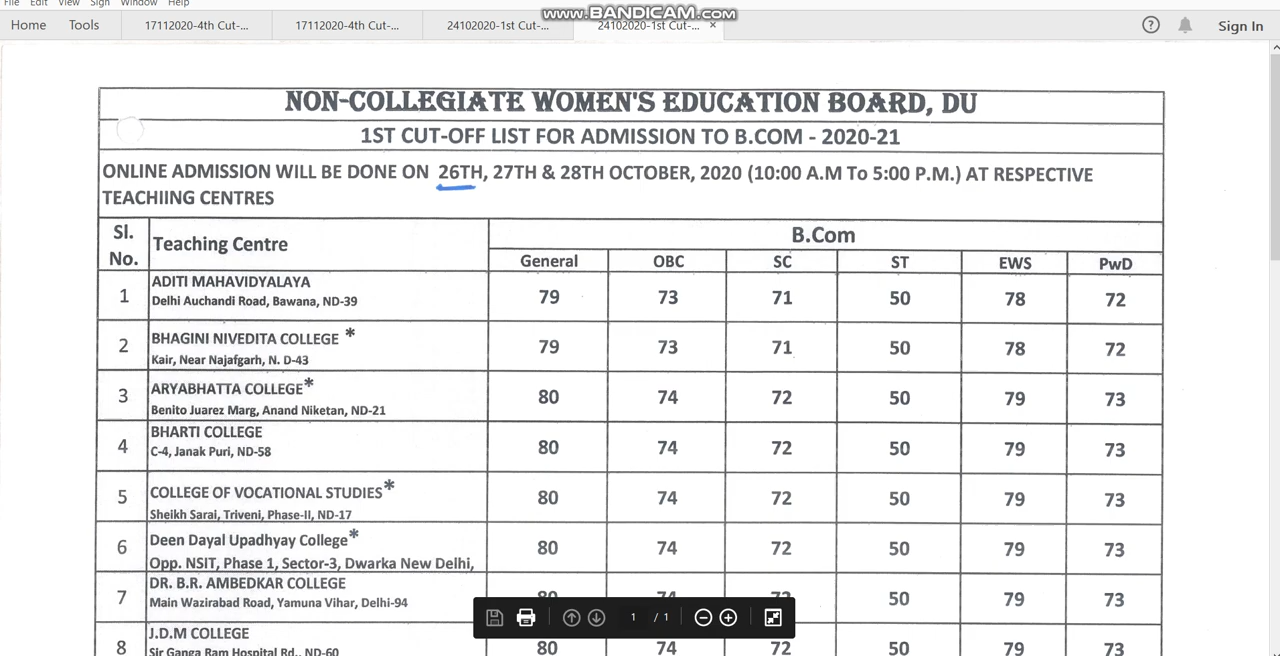 File Edit View Sign Window Help
www.BANDICAM.com
Home Tools 17112020-4th Cut-... 17112020-4th Cut-... 24102020-1st Cut-... 24102020-1st Cut-... × Sign In
NON-COLLEGIATE WOMEN'S EDUCATION BOARD, DU
1ST CUT-OFF LIST FOR ADMISSION TO B.COM - 2020-21
ONLINE ADMISSION WILL BE DONE ON 26TH, 27TH & 28TH OCTOBER, 2020 (10:00 A.M To 5:00 P.M.) AT RESPECTIVE
TEACHIING CENTRES
Sl. No. Teaching Centre B.Com
General OBC SC ST EWS PwD
1 ADITI MAHAVIDYALAYA
Delhi Auchandi Road, Bawana, ND-39 79 73 71 50 78 72
2 BHAGINI NIVEDITA COLLEGE *
Kair, Near Najafgarh, N. D-43 79 73 71 50 78 72
3 ARYABHATTA COLLEGE*
Benito Juarez Marg, Anand Niketan, ND-21 80 74 72 50 79 73
4 BHARTI COLLEGE
C-4, Janak Puri, ND-58 80 74 72 50 79 73
5 COLLEGE OF VOCATIONAL STUDIES*
Sheikh Sarai, Triveni, Phase-II, ND-17 80 74 72 50 79 73
6 Deen Dayal Upadhyay College*
Opp. NSIT, Phase 1, Sector-3, Dwarka New Delhi, 80 74 72 50 79 73
7 DR. B.R. AMBEDKAR COLLEGE
Main Wazirabad Road, Yamuna Vihar, Delhi-94 80 74 72 50 79 73
1 / 1
8 J.D.M COLLEGE
Sir Ganga Ram Hospital Rd., ND-60 80 74 72 50 79 73